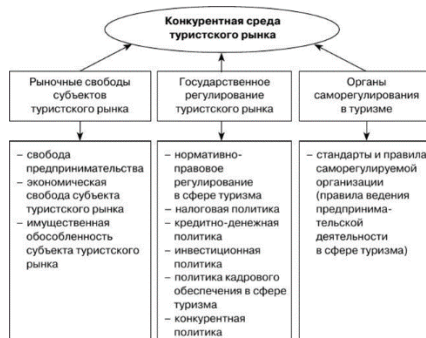 Конкурентная среда
туристского рынка
Рыночные свободы
субъектов
туристского рынка
Государственное
регулирование
туристского рынка
Органы
саморегулирования
в туризме
– свобода
предпринимательства
– экономическая
свобода субъекта
туристского рынка
– имущественная
обособленность
субъекта туристского
рынка
– нормативно-
правовое
регулирование
в сфере туризма
– налоговая политика
– кредитно-денежная
политика
– инвестиционная
политика
– политика кадрового
обеспечения в сфере
туризма
– конкурентная
политика
– стандарты и правила
саморегулируемой
организации
(правила ведения
предпринима-
тельской
деятельности
в сфере туризма)